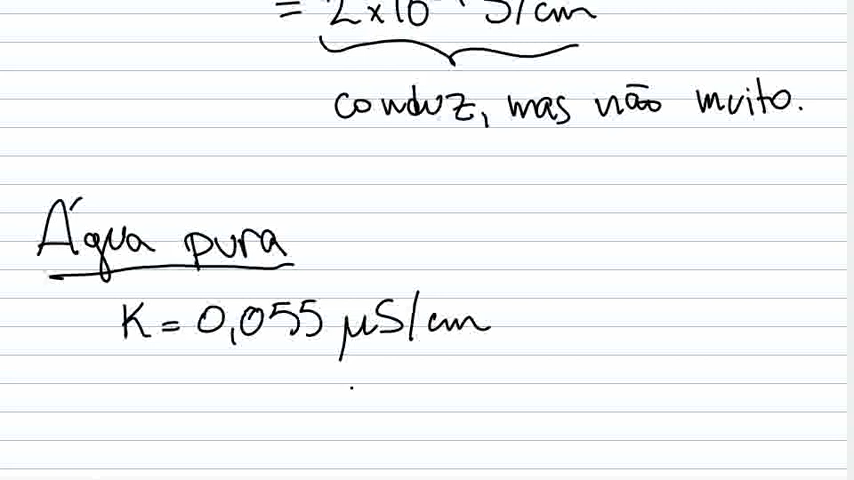 = 2x10 S/cm
conduz, mas não muito.
Água pura
K = 0,055 μS/cm